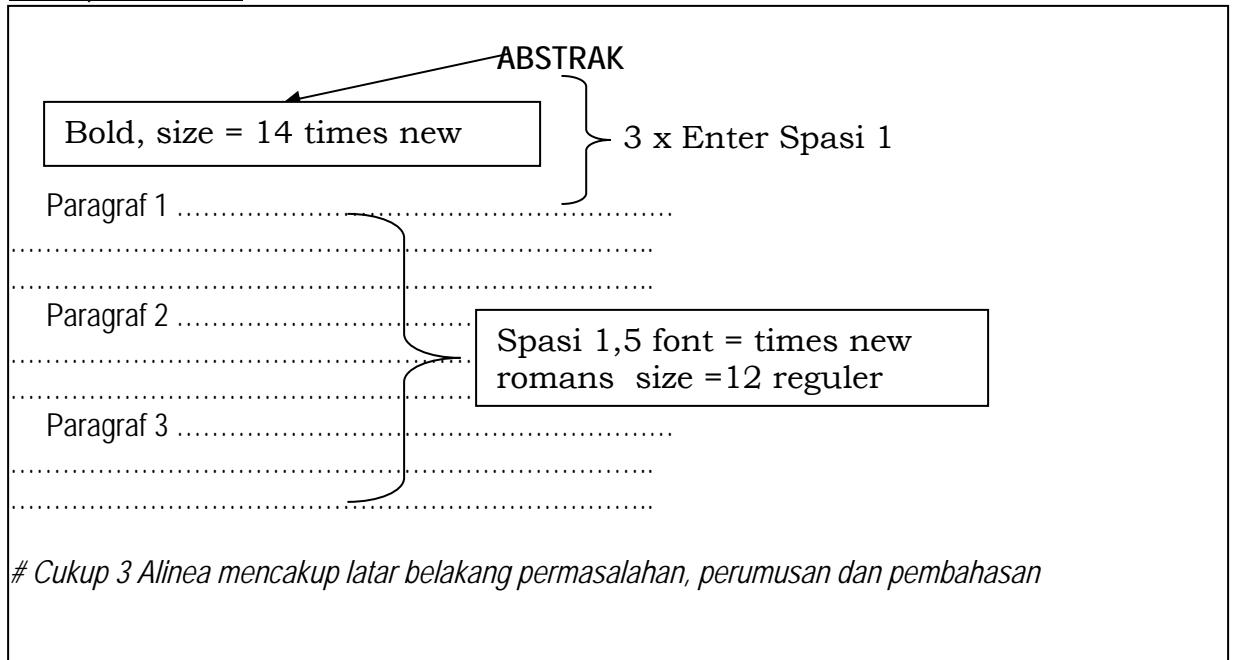 ABSTRAK
Bold, size = 14 times new
3 x Enter Spasi 1
Paragraf 1 ………………………………………………
……………………………………………………………..
……………………………………………………………..
Paragraf 2 ……………………………
……………………………………………
……………………………………………
Spasi 1,5 font = times new
romans size =12 reguler
Paragraf 3 ………………………………………………
……………………………………………………………..
……………………………………………………………..
# Cukup 3 Alinea mencakup latar belakang permasalahan, perumusan dan pembahasan